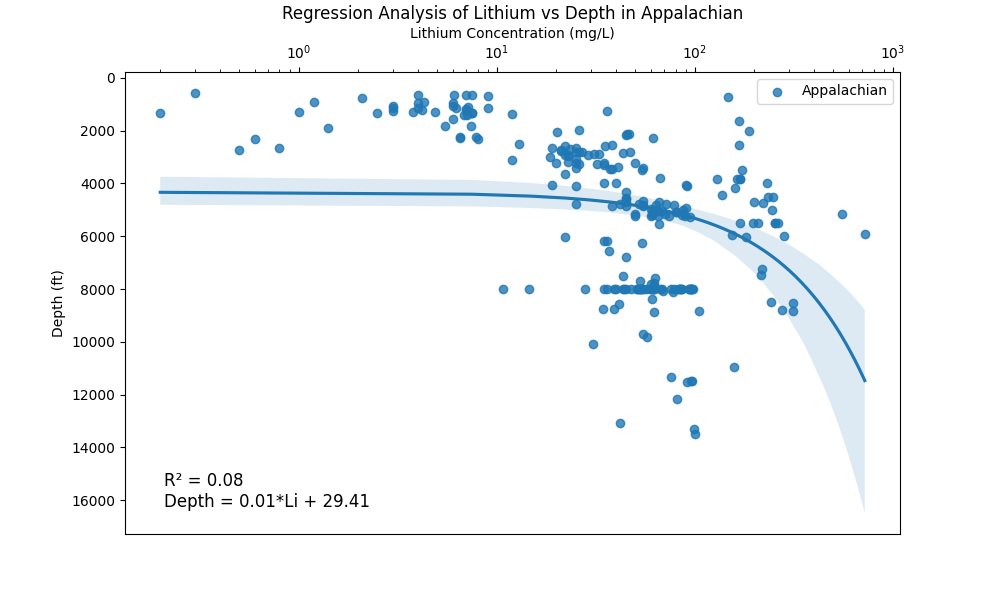 Regression Analysis of Lithium vs Depth in Appalachian
Lithium Concentration (mg/L)
10⁰ 10¹ 10² 10³
Appalachian
Depth (ft)
0
2000
4000
6000
8000
10000
12000
14000
16000
R² = 0.08
Depth = 0.01*Li + 29.41